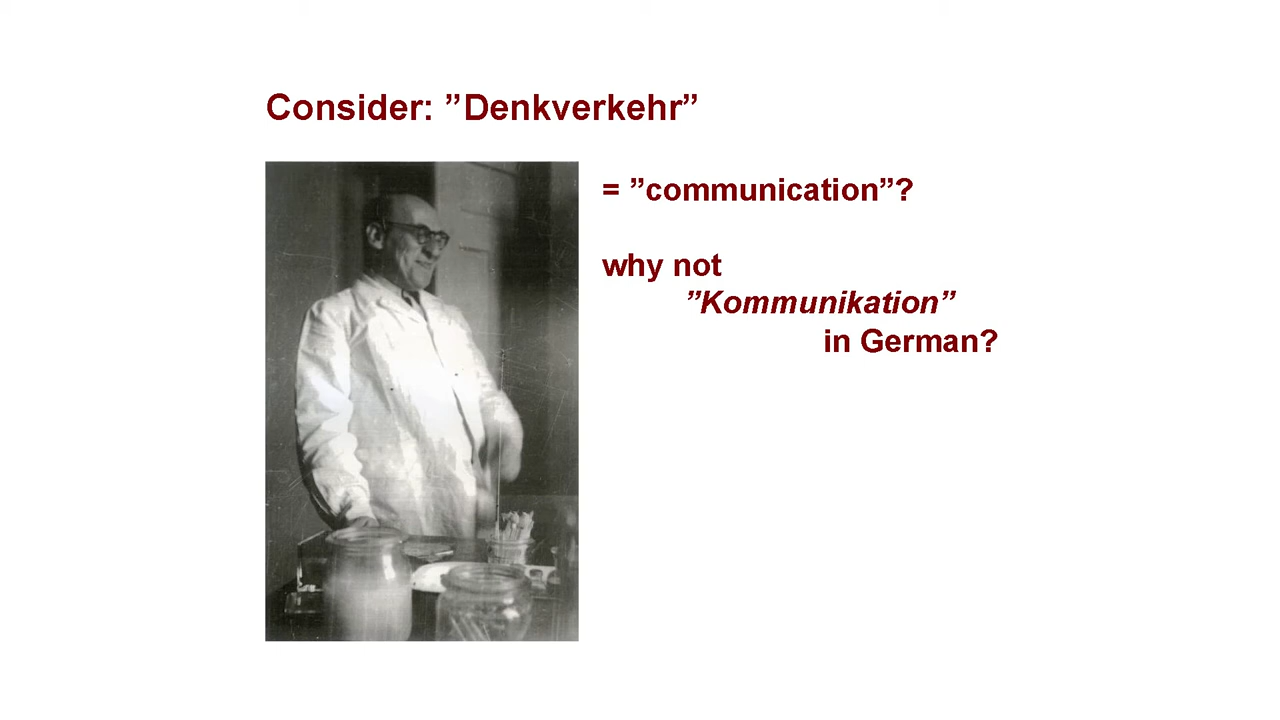 Consider: ”Denkverkehr”
= ”communication”?
why not
”Kommunikation”
in German?